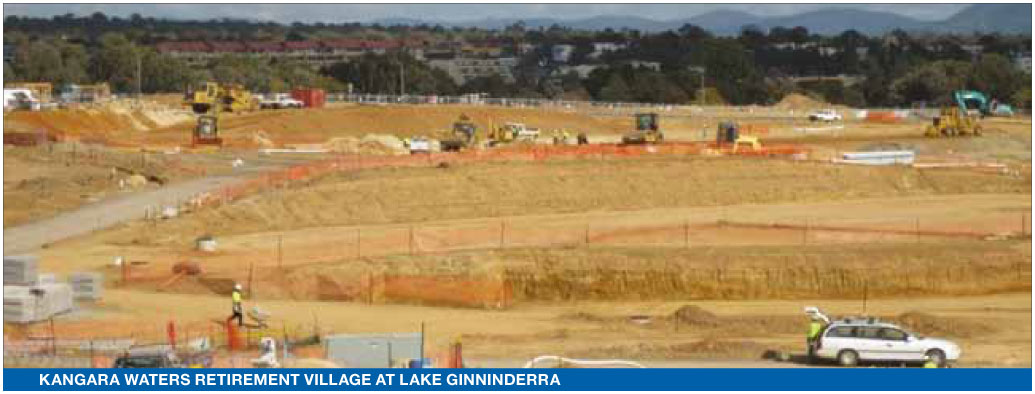 KANGARA WATERS RETIREMENT VILLAGE AT LAKE GINNINDERRA